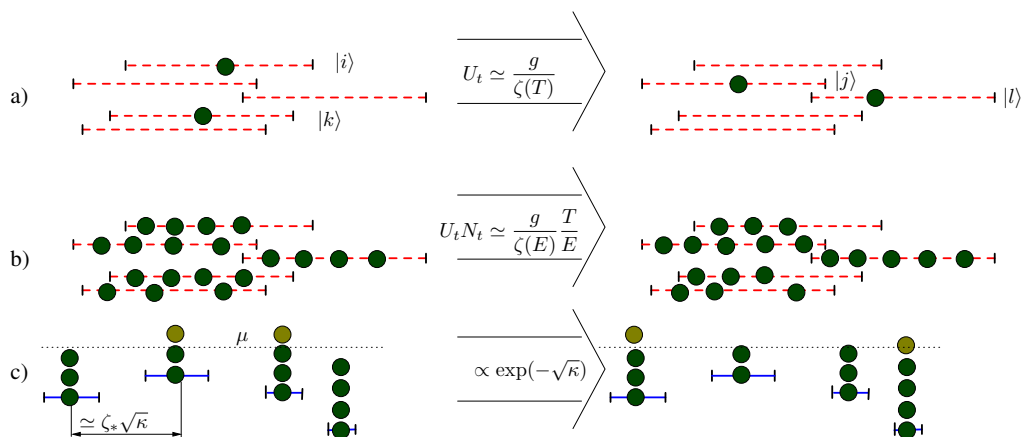 a) |i⟩ |k⟩ U_t ≃ g/ζ(T) |j⟩ |l⟩
b) U_t N_t ≃ g/ζ(E) T/E
c) μ ≃ ζ_*√κ ∝ exp(−√κ)